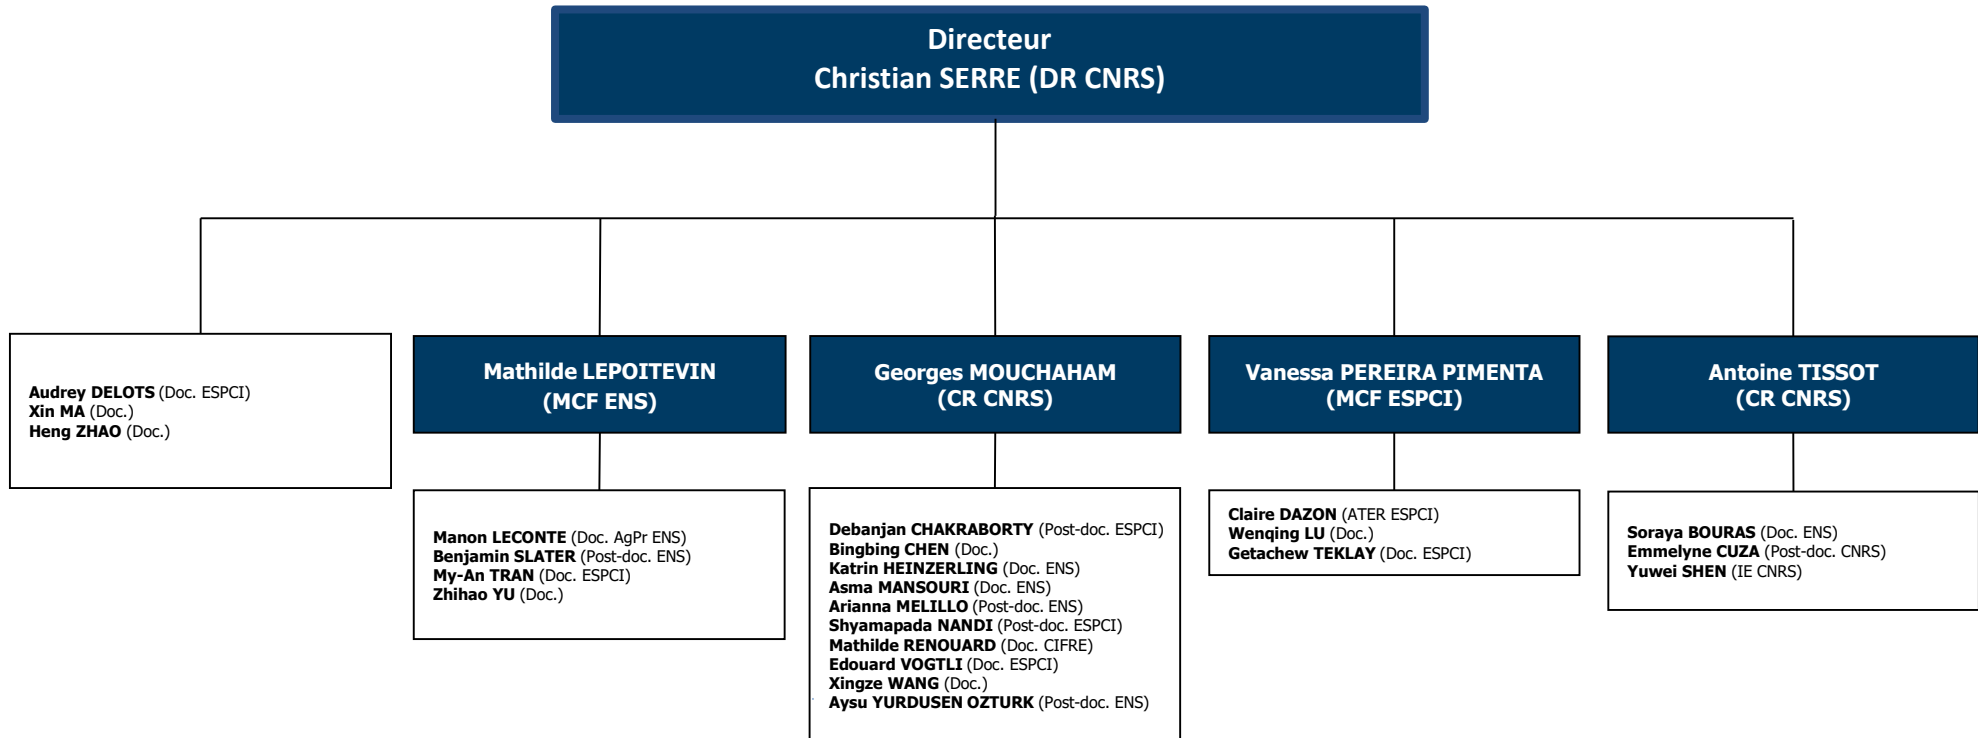 Directeur
Christian SERRE (DR CNRS)
Audrey DELOTS (Doc. ESPCI)
Xin MA (Doc.)
Heng ZHAO (Doc.)
Mathilde LEPOITEVIN
(MCF ENS)
Manon LECONTE (Doc. AgPr ENS)
Benjamin SLATER (Post-doc. ENS)
My-An TRAN (Doc. ESPCI)
Zhihao YU (Doc.)
Georges MOUCHAHAM
(CR CNRS)
Debanjan CHAKRABORTY (Post-doc. ESPCI)
Bingbing CHEN (Doc.)
Katrin HEINZERLING (Doc. ENS)
Asma MANSOURI (Doc. ENS)
Arianna MELILLO (Post-doc. ENS)
Shyamapada NANDI (Post-doc. ESPCI)
Mathilde RENOUARD (Doc. CIFRE)
Edouard VOGTLI (Doc. ESPCI)
Xingze WANG (Doc.)
Aysu YURDUSEN OZTURK (Post-doc. ENS)
Vanessa PEREIRA PIMENTA
(MCF ESPCI)
Claire DAZON (ATER ESPCI)
Wenqing LU (Doc.)
Getachew TEKLAY (Doc. ESPCI)
Antoine TISSOT
(CR CNRS)
Soraya BOURAS (Doc. ENS)
Emmelyne CUZA (Post-doc. CNRS)
Yuwei SHEN (IE CNRS)